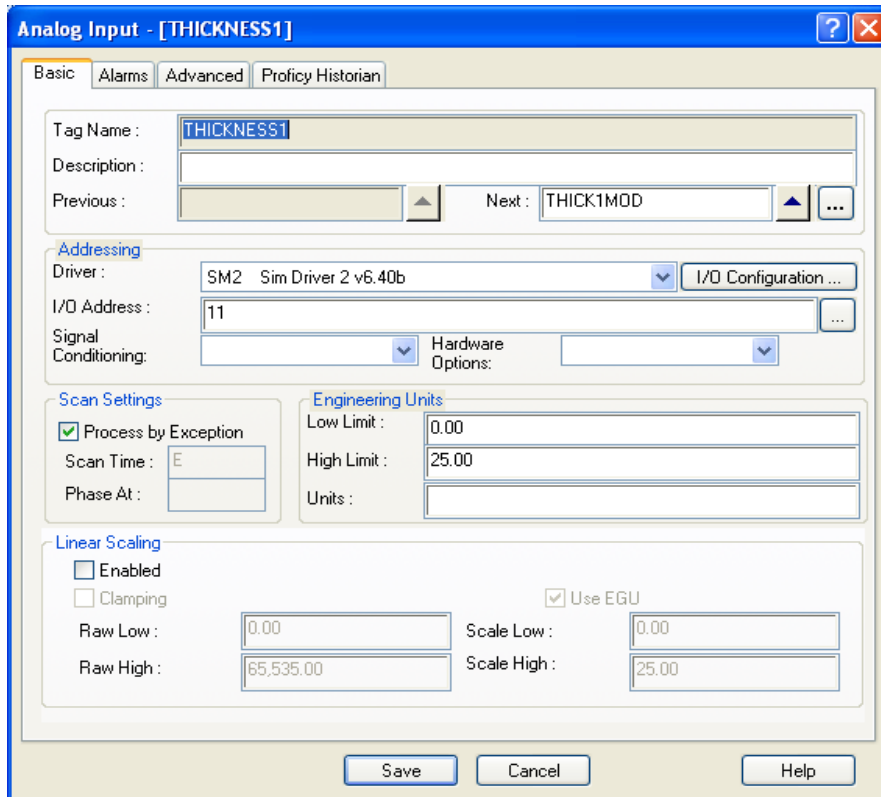 Analog Input - [THICKNESS1]
Basic Alarms Advanced Proficy Historian
Tag Name : THICKNESS1
Description :
Previous : Next : THICK1MOD ...
Addressing
Driver : SM2 Sim Driver 2 v6.40b I/O Configuration ...
I/O Address : 11 ...
Signal Conditioning: Hardware Options:
Scan Settings Engineering Units
Process by Exception Low Limit : 0.00
Scan Time : E High Limit : 25.00
Phase At : Units :
Linear Scaling
Enabled
Clamping Use EGU
Raw Low : 0.00 Scale Low : 0.00
Raw High : 65,535.00 Scale High : 25.00
Save Cancel Help